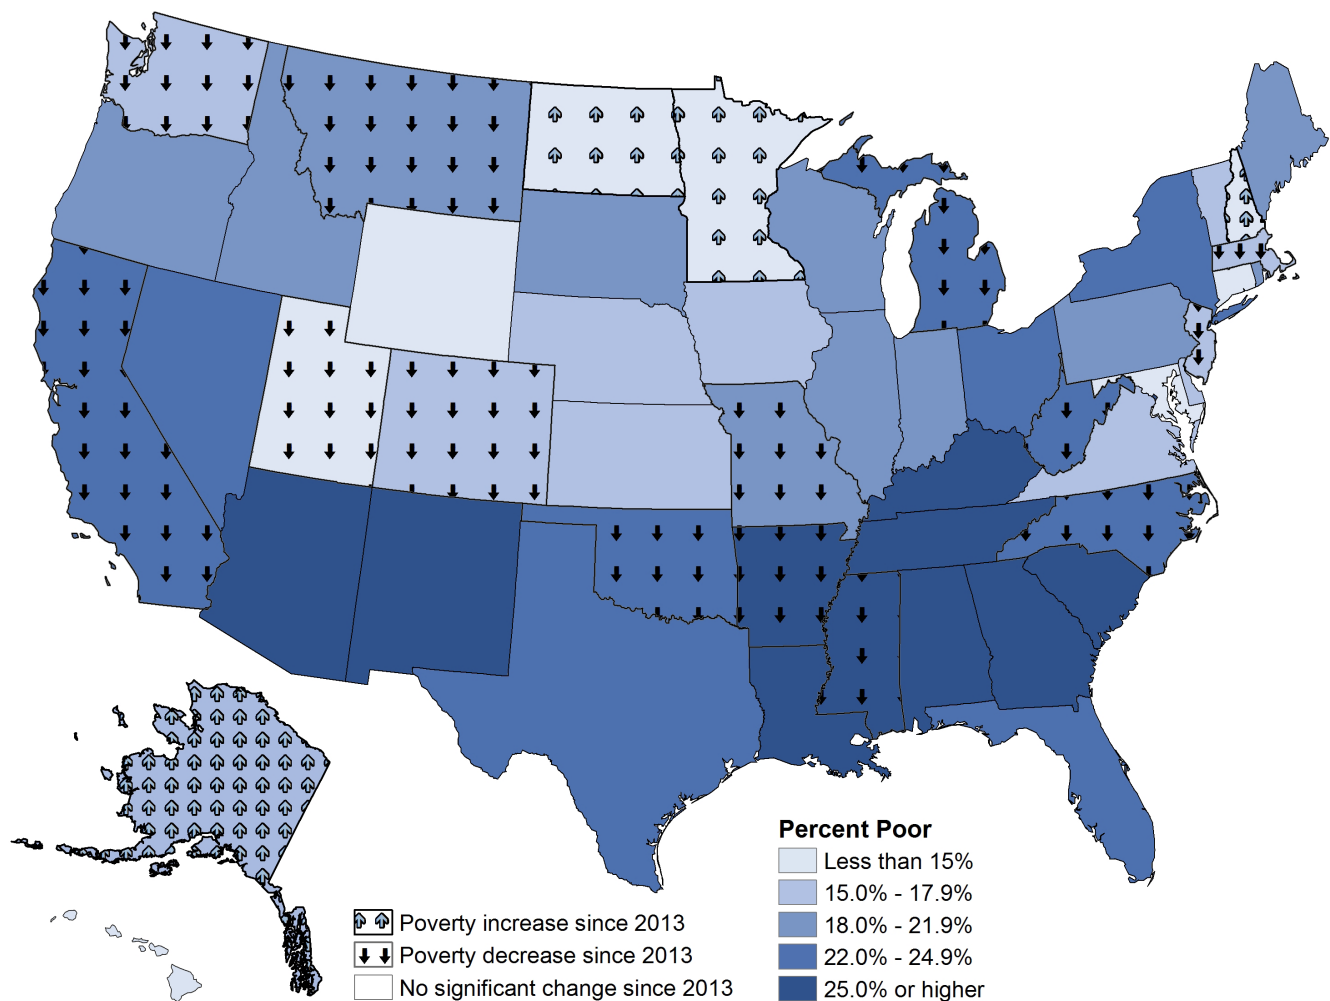 Percent Poor
Less than 15%
15.0% - 17.9%
18.0% - 21.9%
22.0% - 24.9%
25.0% or higher
Poverty increase since 2013
Poverty decrease since 2013
No significant change since 2013